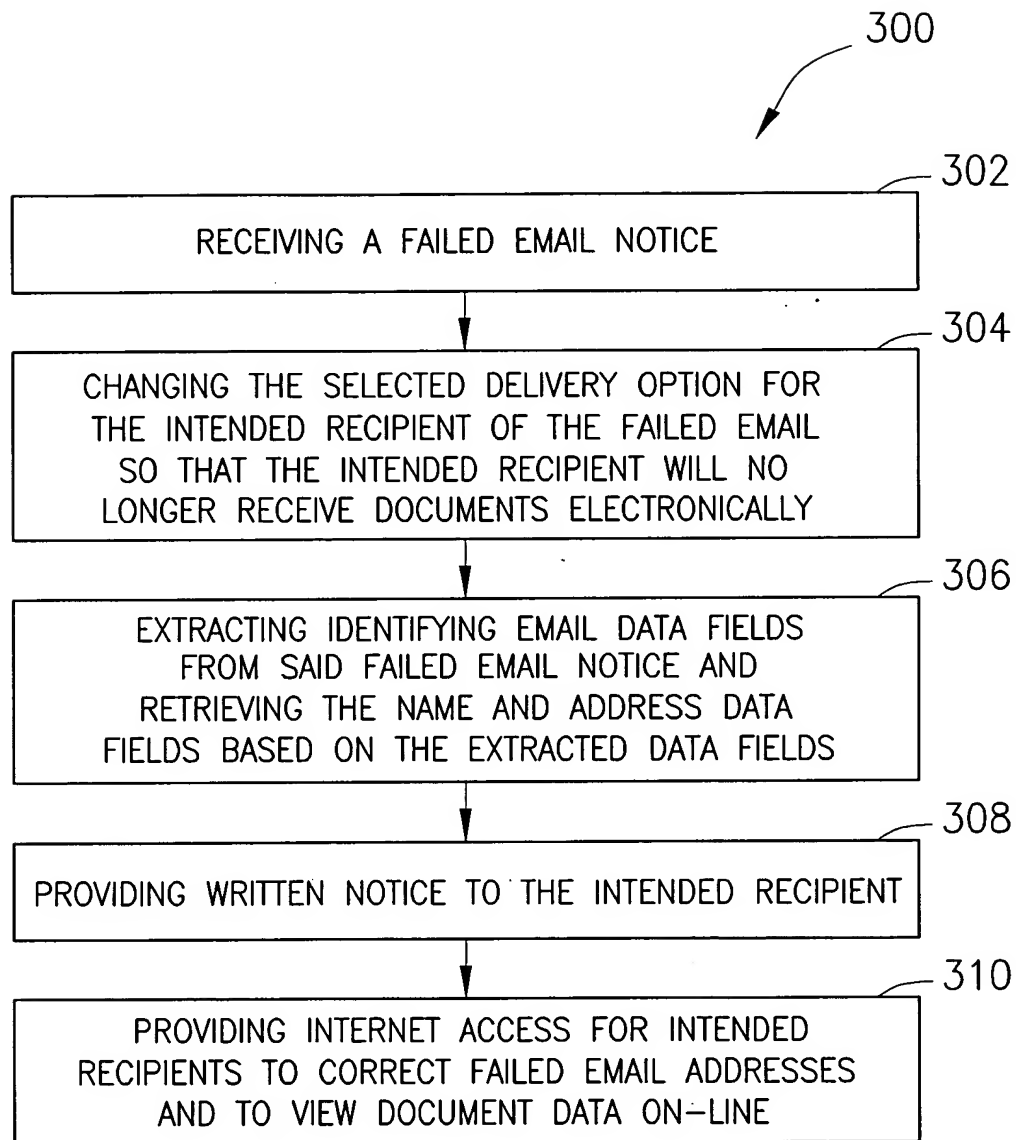 300
302
RECEIVING A FAILED EMAIL NOTICE
304
CHANGING THE SELECTED DELIVERY OPTION FOR
THE INTENDED RECIPIENT OF THE FAILED EMAIL
SO THAT THE INTENDED RECIPIENT WILL NO
LONGER RECEIVE DOCUMENTS ELECTRONICALLY
306
EXTRACTING IDENTIFYING EMAIL DATA FIELDS
FROM SAID FAILED EMAIL NOTICE AND
RETRIEVING THE NAME AND ADDRESS DATA
FIELDS BASED ON THE EXTRACTED DATA FIELDS
308
PROVIDING WRITTEN NOTICE TO THE INTENDED RECIPIENT
310
PROVIDING INTERNET ACCESS FOR INTENDED
RECIPIENTS TO CORRECT FAILED EMAIL ADDRESSES
AND TO VIEW DOCUMENT DATA ON-LINE